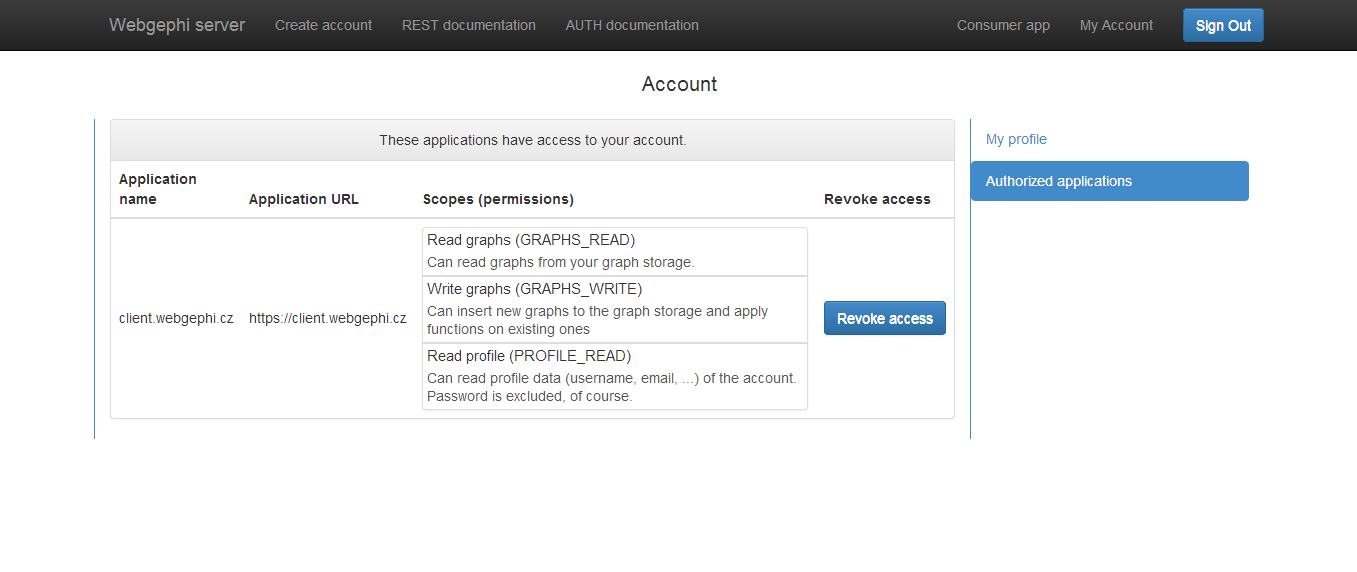 Webgephi server Create account REST documentation AUTH documentation Consumer app My Account Sign Out
Account
These applications have access to your account.
My profile
Authorized applications
Application
name
Application URL
Scopes (permissions)
Revoke access
client.webgephi.cz
https://client.webgephi.cz
Read graphs (GRAPHS_READ)
Can read graphs from your graph storage.
Write graphs (GRAPHS_WRITE)
Can insert new graphs to the graph storage and apply
functions on existing ones
Read profile (PROFILE_READ)
Can read profile data (username, email, ...) of the account.
Password is excluded, of course.
Revoke access